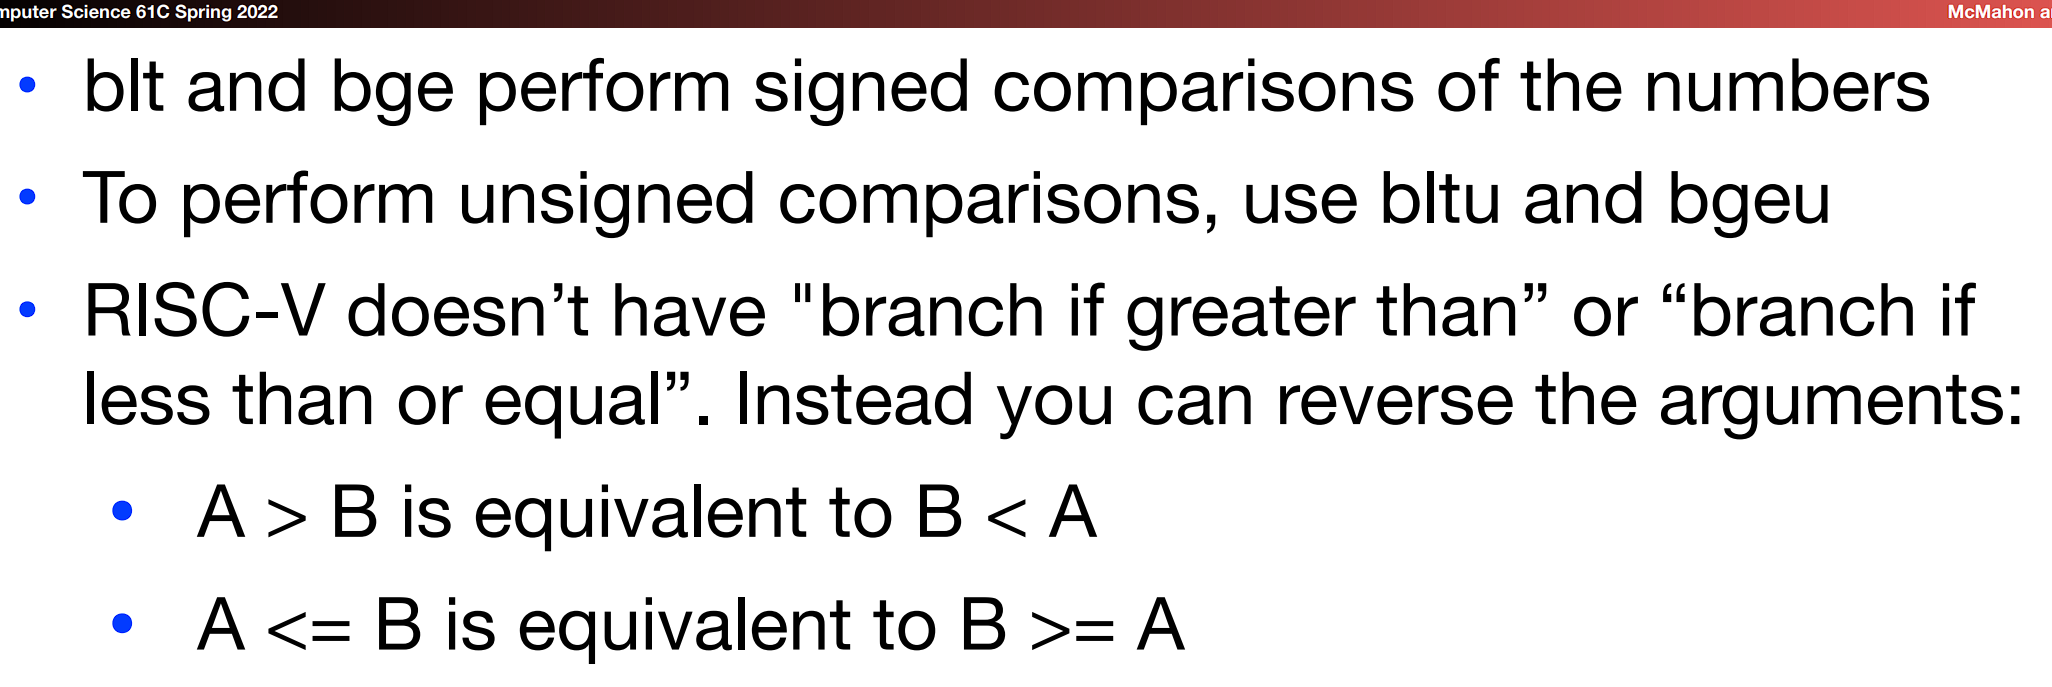 mputer Science 61C Spring 2022
McMahon a
• blt and bge perform signed comparisons of the numbers
• To perform unsigned comparisons, use bltu and bgeu
• RISC-V doesn’t have "branch if greater than” or “branch if
less than or equal”. Instead you can reverse the arguments:
• A > B is equivalent to B < A
• A <= B is equivalent to B >= A